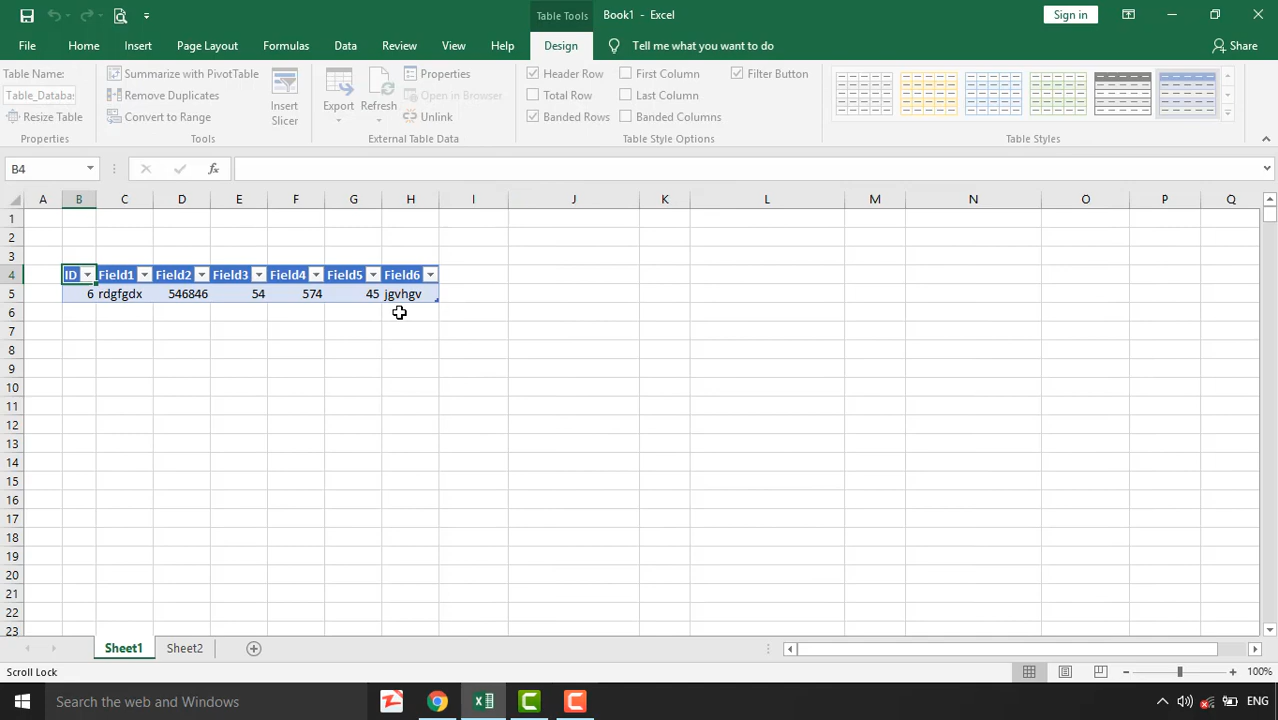 Table Tools
Book1 - Excel
Sign in
File
Home
Insert
Page Layout
Formulas
Data
Review
View
Help
Design
Tell me what you want to do
Share
Table Name:
Table_Databas
Resize Table
Properties
Summarize with PivotTable
Remove Duplicates
Convert to Range
Tools
Insert
Slicer
Export
Refresh
Properties
Open in Browser
Unlink
External Table Data
Header Row
Total Row
Banded Rows
First Column
Last Column
Banded Columns
Filter Button
Table Style Options
Table Styles
B4
fx
A B C D E F G H I J K L M N O P Q
1
2
3
4 ID Field1 Field2 Field3 Field4 Field5 Field6
5 6 rdgfgdx 546846 54 574 45 jgvhgv
6
7
8
9
10
11
12
13
14
15
16
17
18
19
20
21
22
23
Sheet1
Sheet2
Scroll Lock
100%
Search the web and Windows
ENG